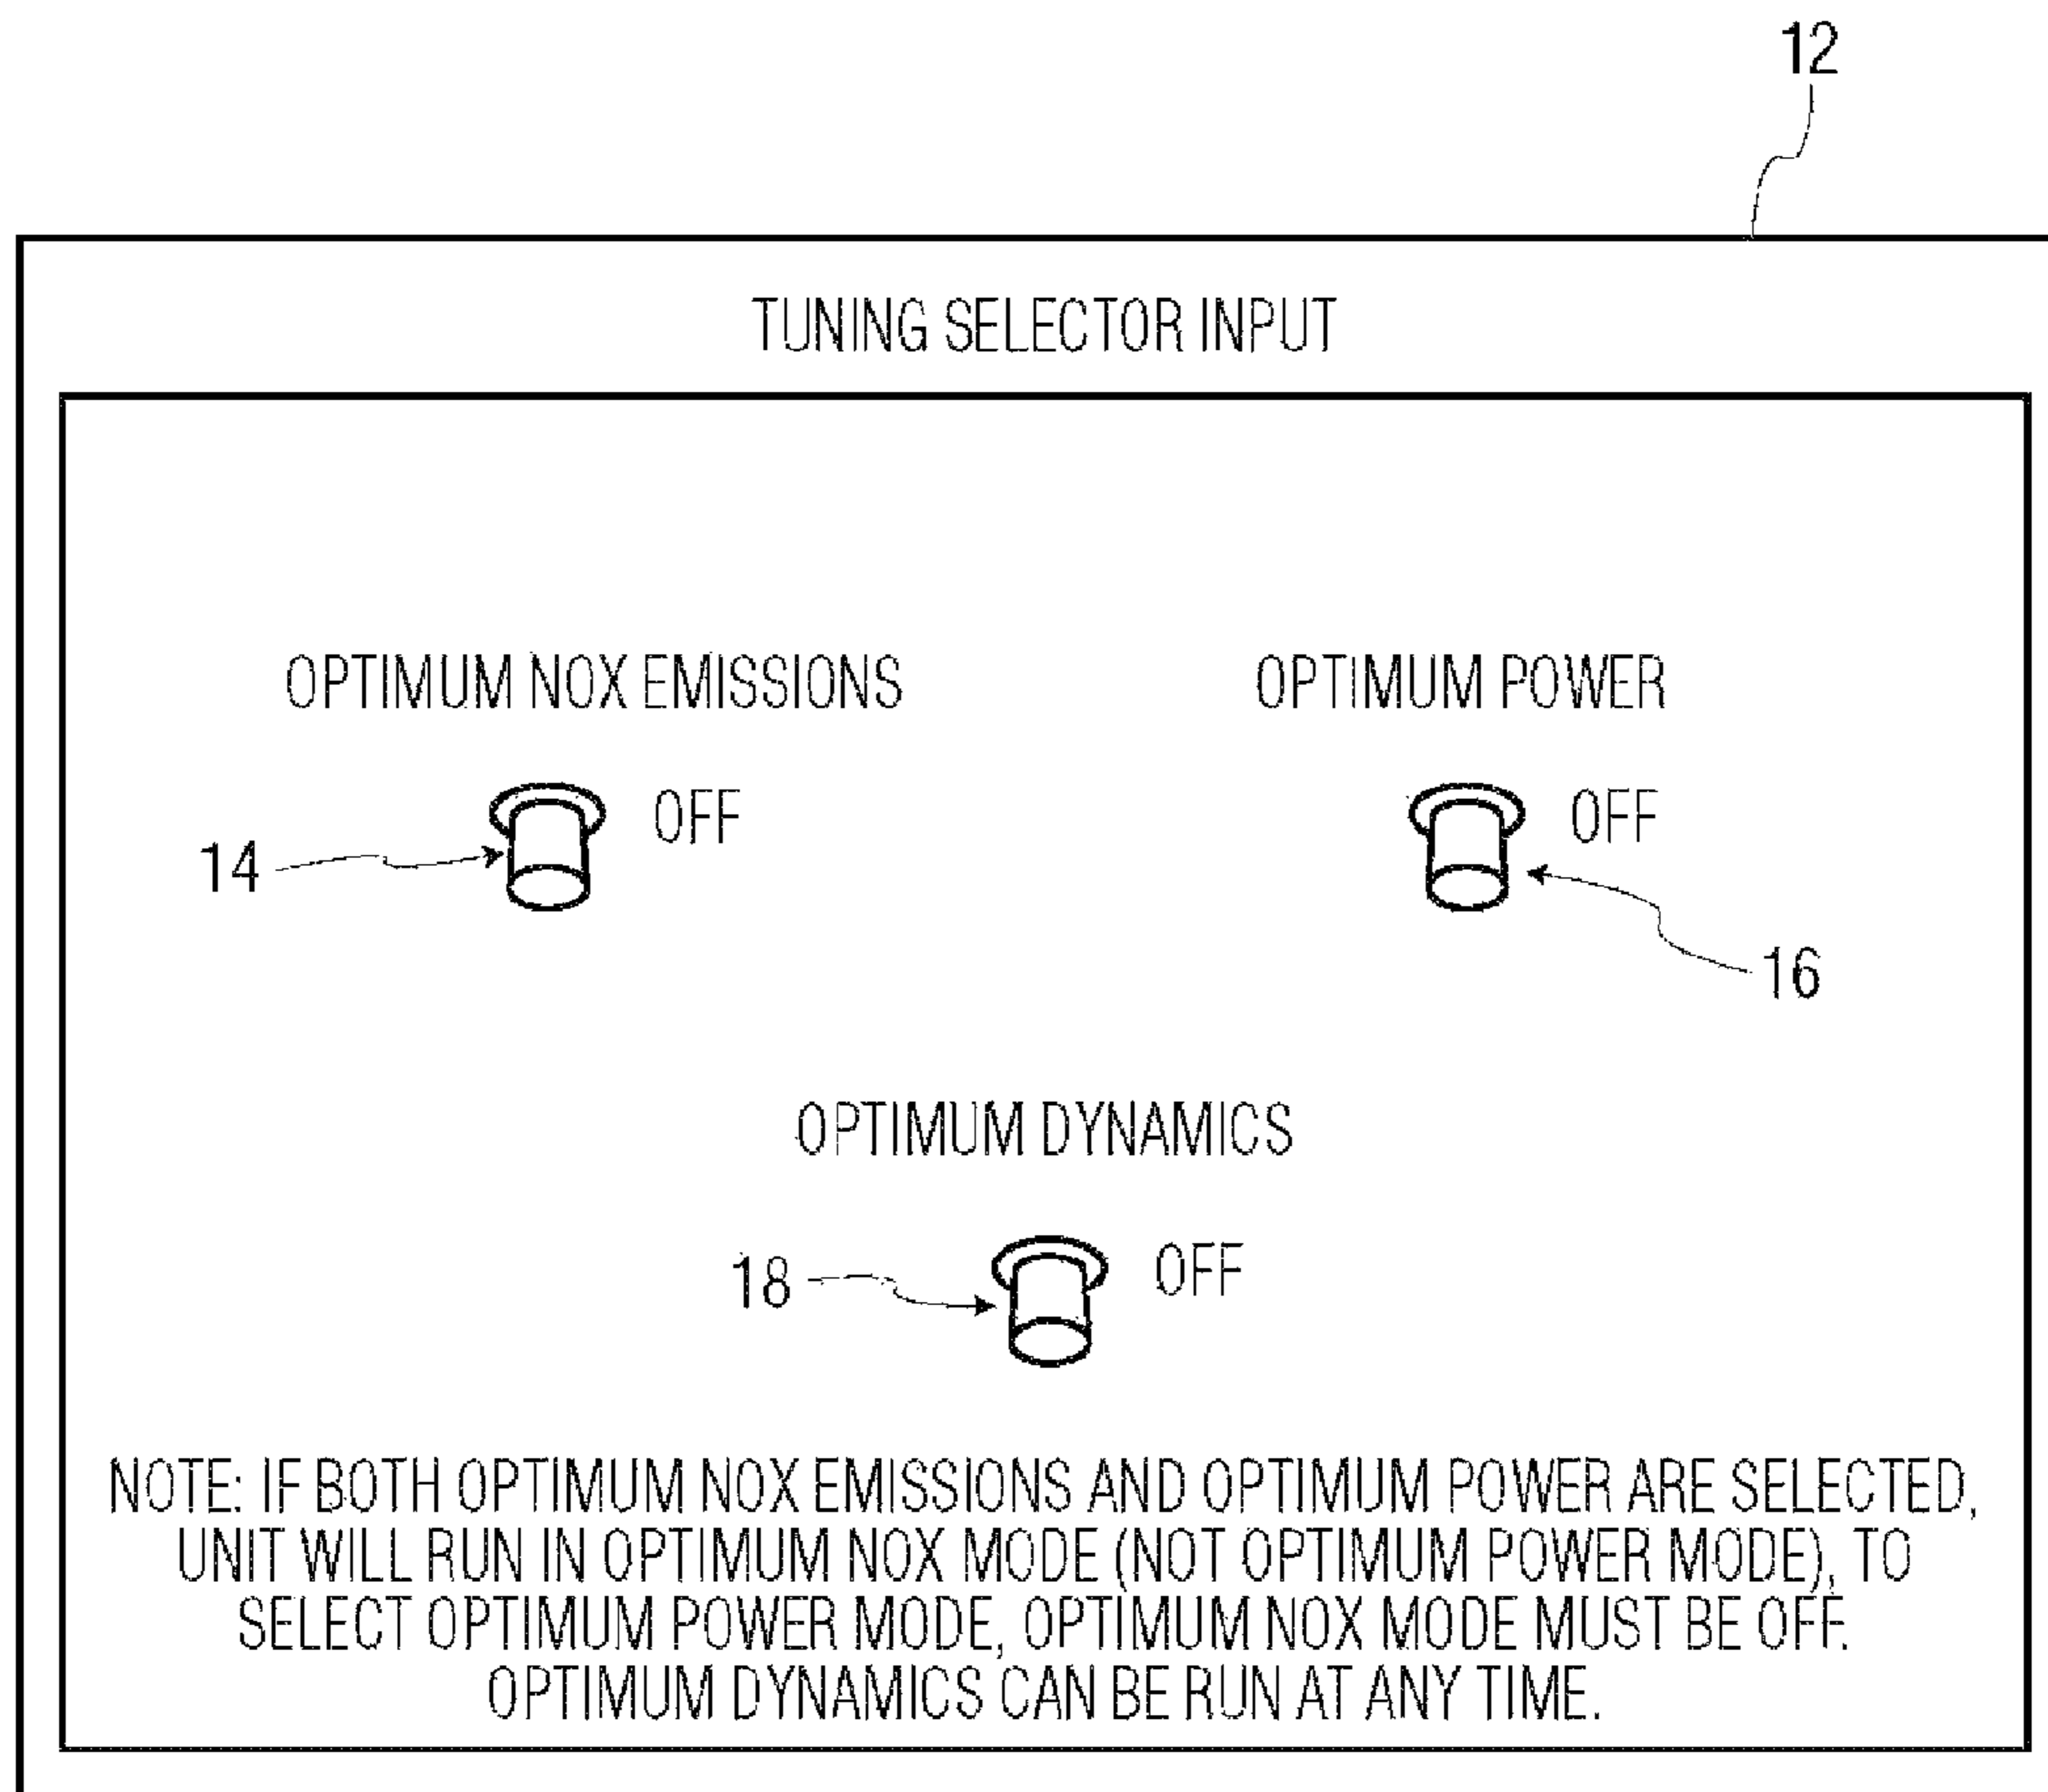 12
TUNING SELECTOR INPUT
OPTIMUM NOX EMISSIONS
OPTIMUM POWER
OFF
OFF
14
16
OPTIMUM DYNAMICS
18
OFF
NOTE: IF BOTH OPTIMUM NOX EMISSIONS AND OPTIMUM POWER ARE SELECTED,
UNIT WILL RUN IN OPTIMUM NOX MODE (NOT OPTIMUM POWER MODE), TO
SELECT OPTIMUM POWER MODE, OPTIMUM NOX MODE MUST BE OFF.
OPTIMUM DYNAMICS CAN BE RUN AT ANY TIME.